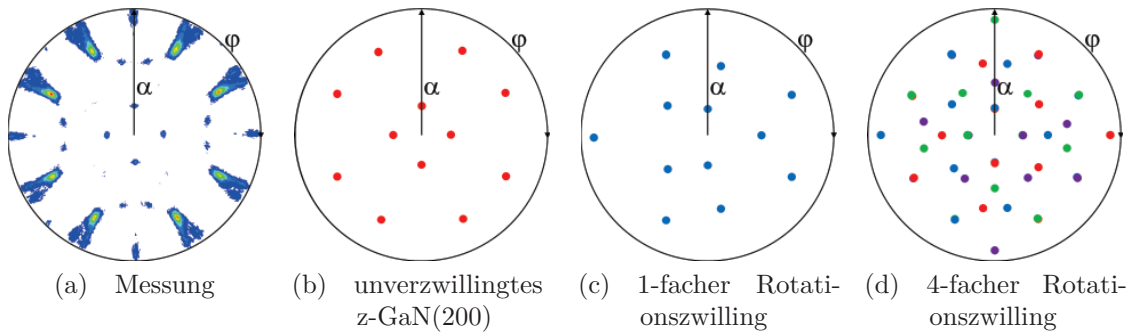 φ
α
φ
α
φ
α
φ
α
(a) Messung
(b) unverzwillingtes
z-GaN(200)
(c) 1-facher Rotati-
onszwilling
(d) 4-facher Rotati-
onszwilling